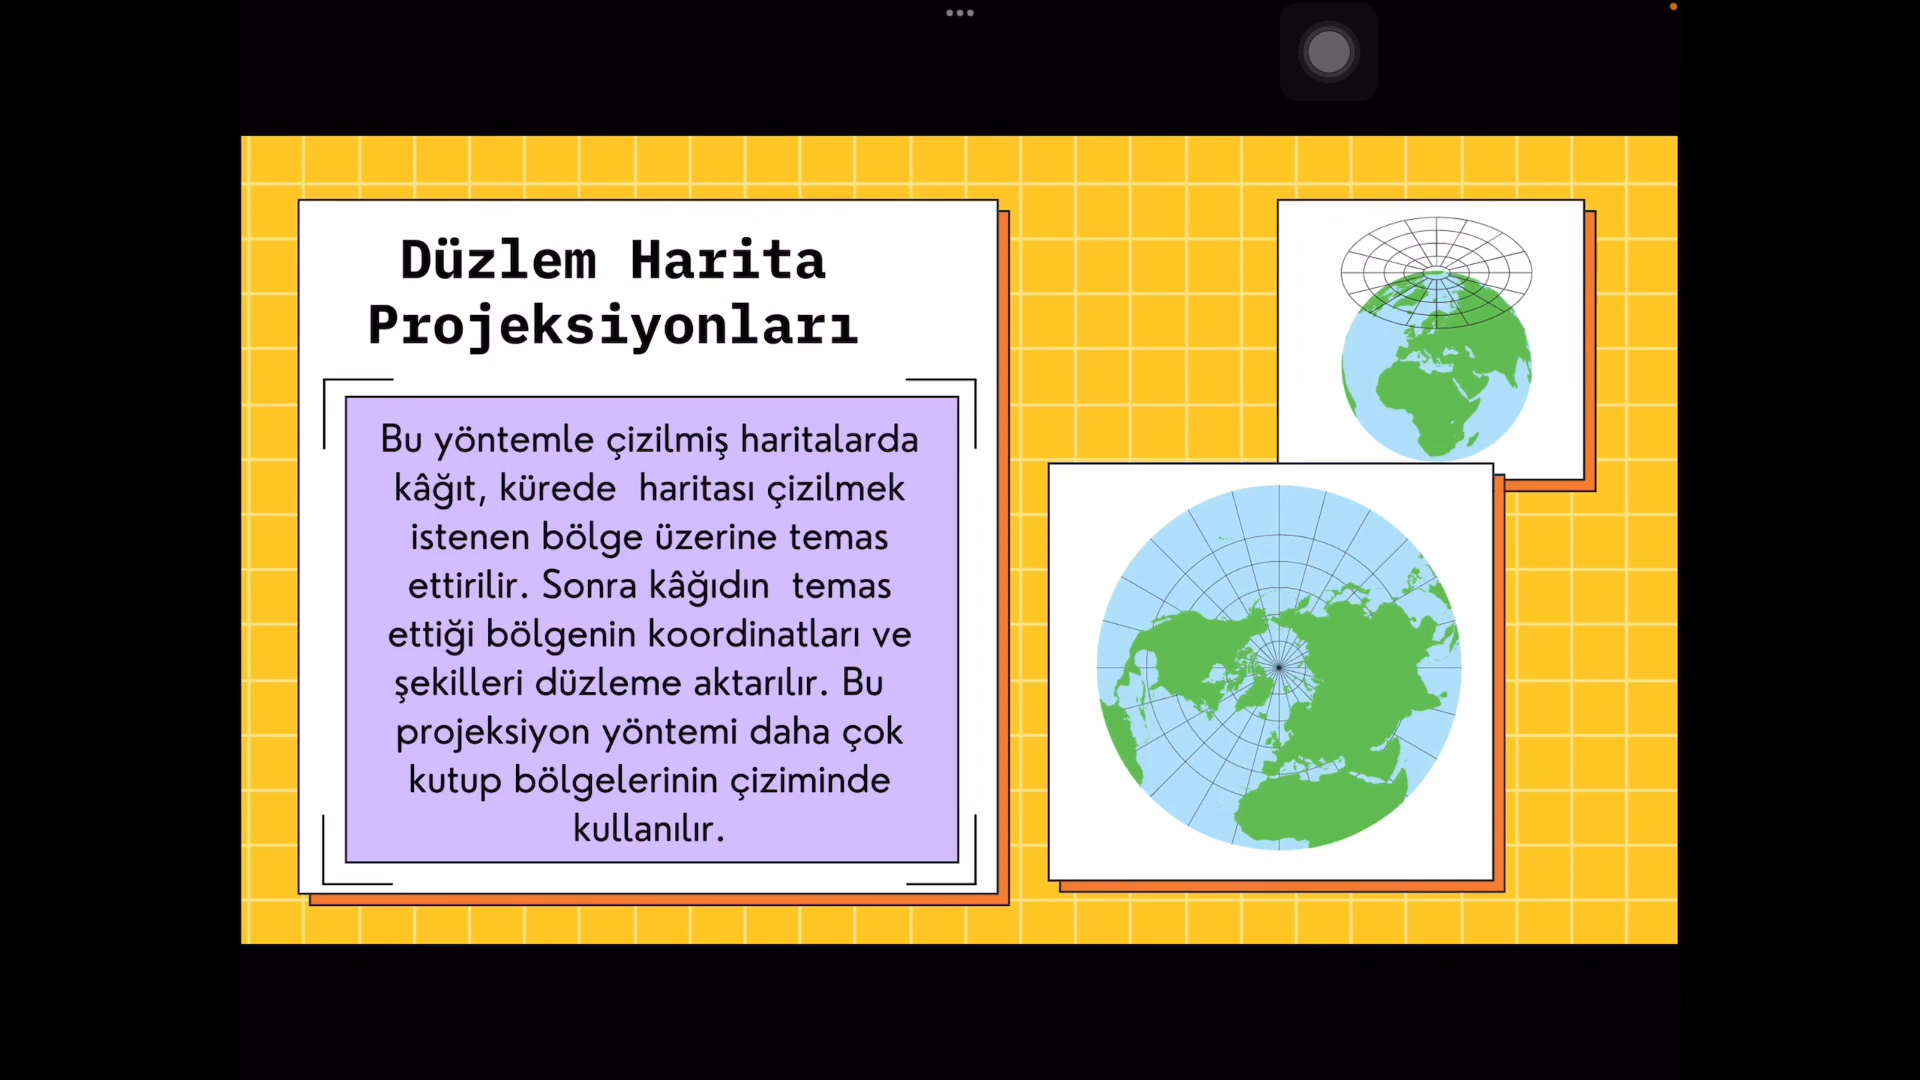 Düzlem Harita
Projeksiyonları
Bu yöntemle çizilmiş haritalarda
kâğıt, kürede haritası çizilmek
istenen bölge üzerine temas
ettirilir. Sonra kâğıdın temas
ettiği bölgenin koordinatları ve
şekilleri düzleme aktarılır. Bu
projeksiyon yöntemi daha çok
kutup bölgelerinin çiziminde
kullanılır.